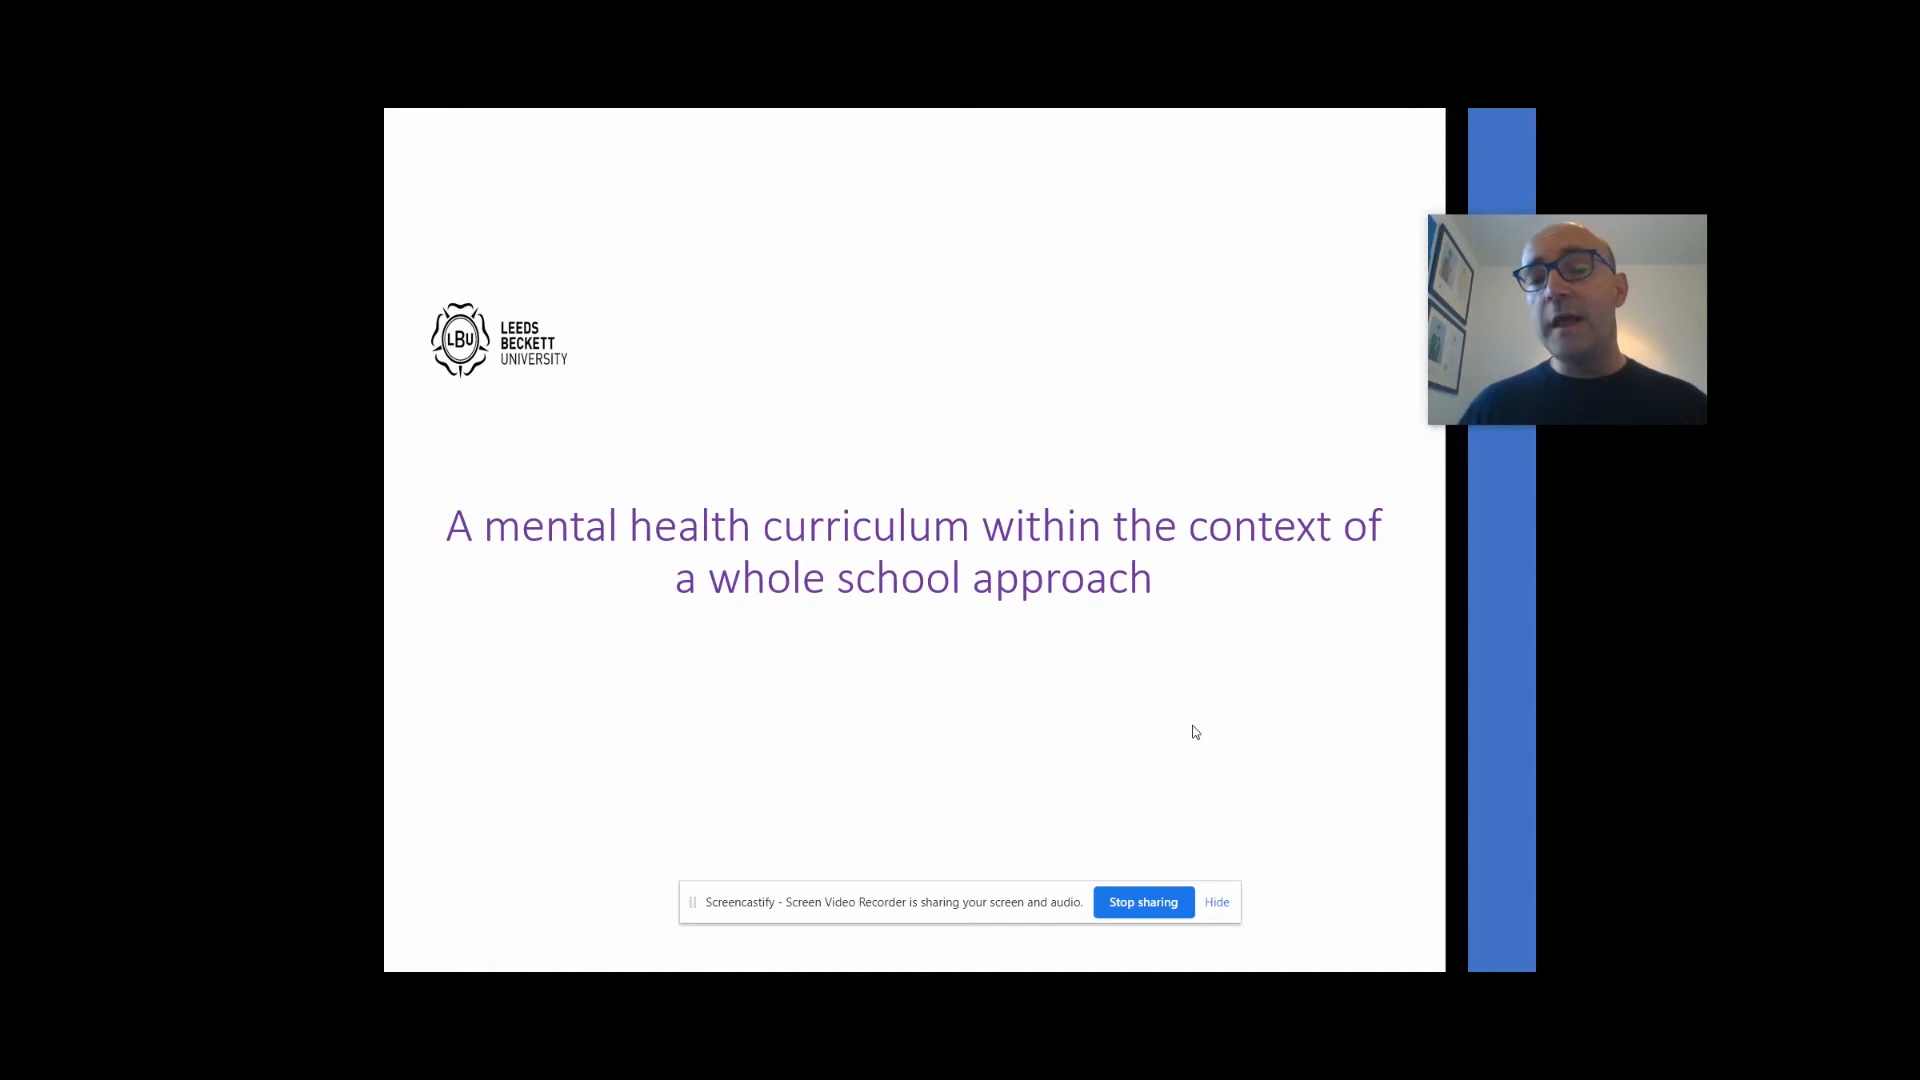 LBU
LEEDS
BECKETT
UNIVERSITY
A mental health curriculum within the context of
a whole school approach
Screencastify - Screen Video Recorder is sharing your screen and audio. Stop sharing Hide